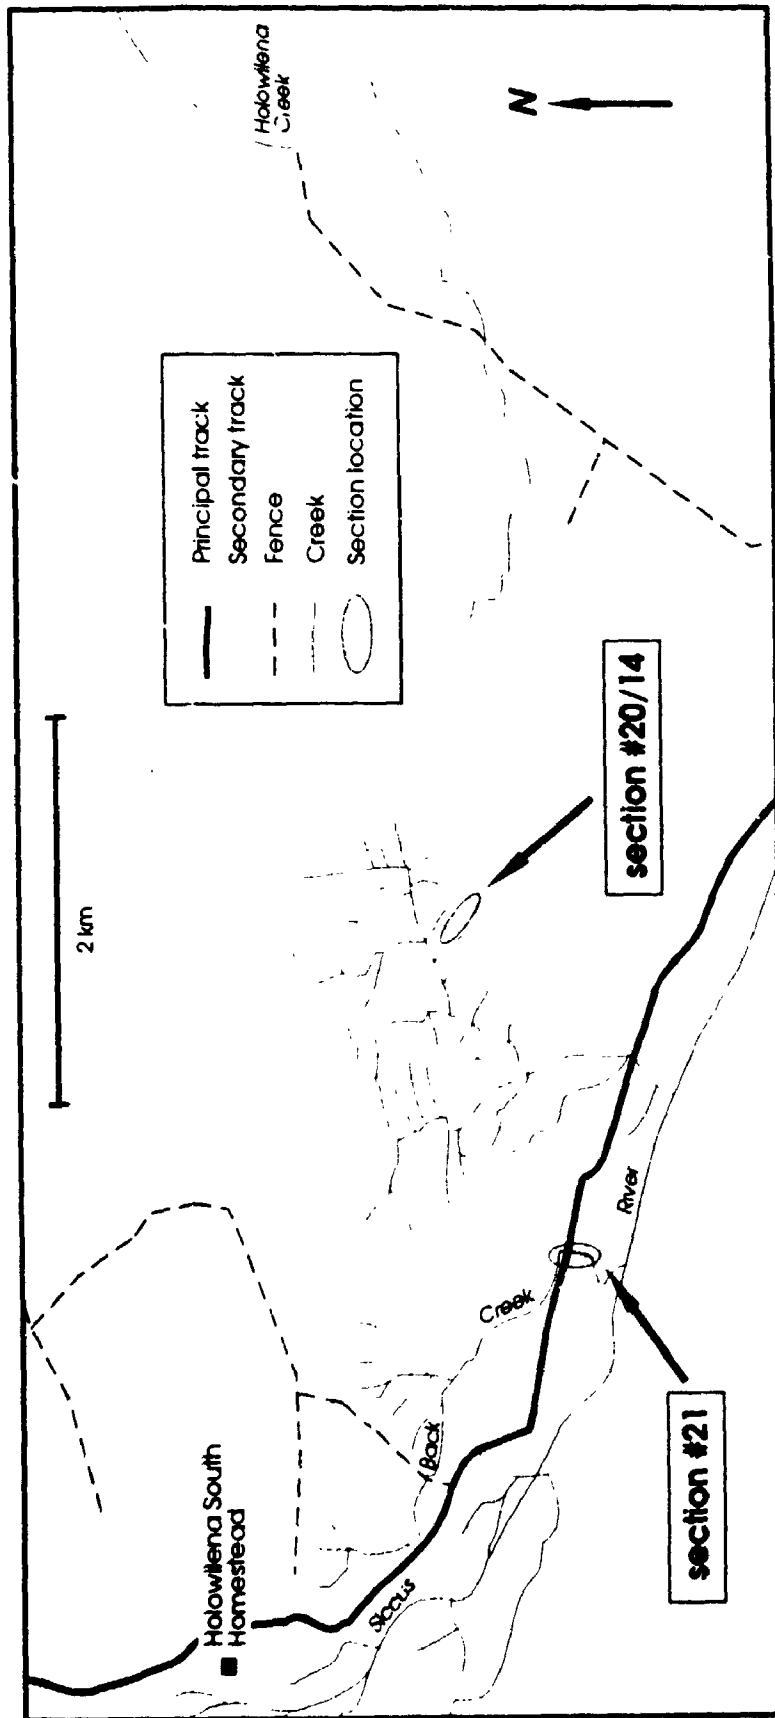 Holowilena
Creek
N
Principal track
Secondary track
Fence
Creek
Section location
2 km
section #20/14
River
Creek
Back
section #21
Holowilena South
Homestead
Siccus